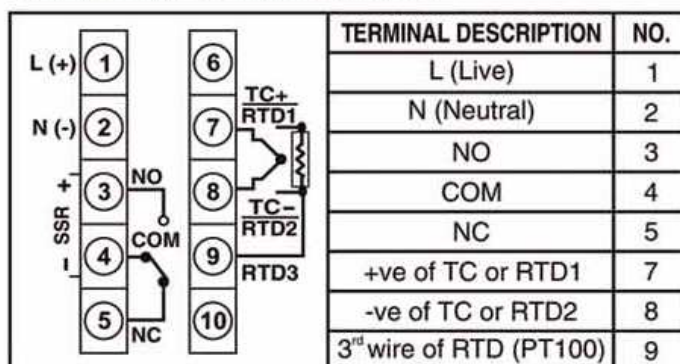 L (+) 1 6
N (-) 2 7 TC+ RTD1
+ 3 NO 8 TC− RTD2
SSR
− 4 COM 9 RTD3
5 NC 10
TERMINAL DESCRIPTION NO.
L (Live) 1
N (Neutral) 2
NO 3
COM 4
NC 5
+ve of TC or RTD1 7
-ve of TC or RTD2 8
3rd wire of RTD (PT100) 9